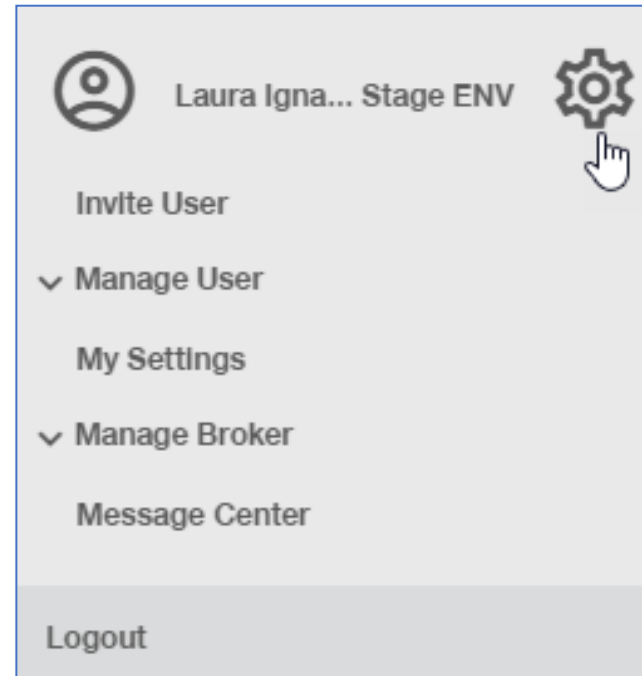 Laura Igna... Stage ENV
Invite User
Manage User
My Settings
Manage Broker
Message Center
Logout